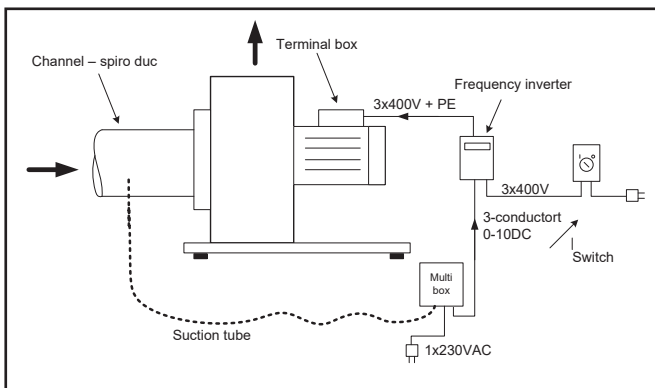 Terminal box
Channel – spiro duc
Frequency inverter
3x400V + PE
I O
3x400V
3-conductort
0-10DC
Switch
Multi
box
Suction tube
1x230VAC